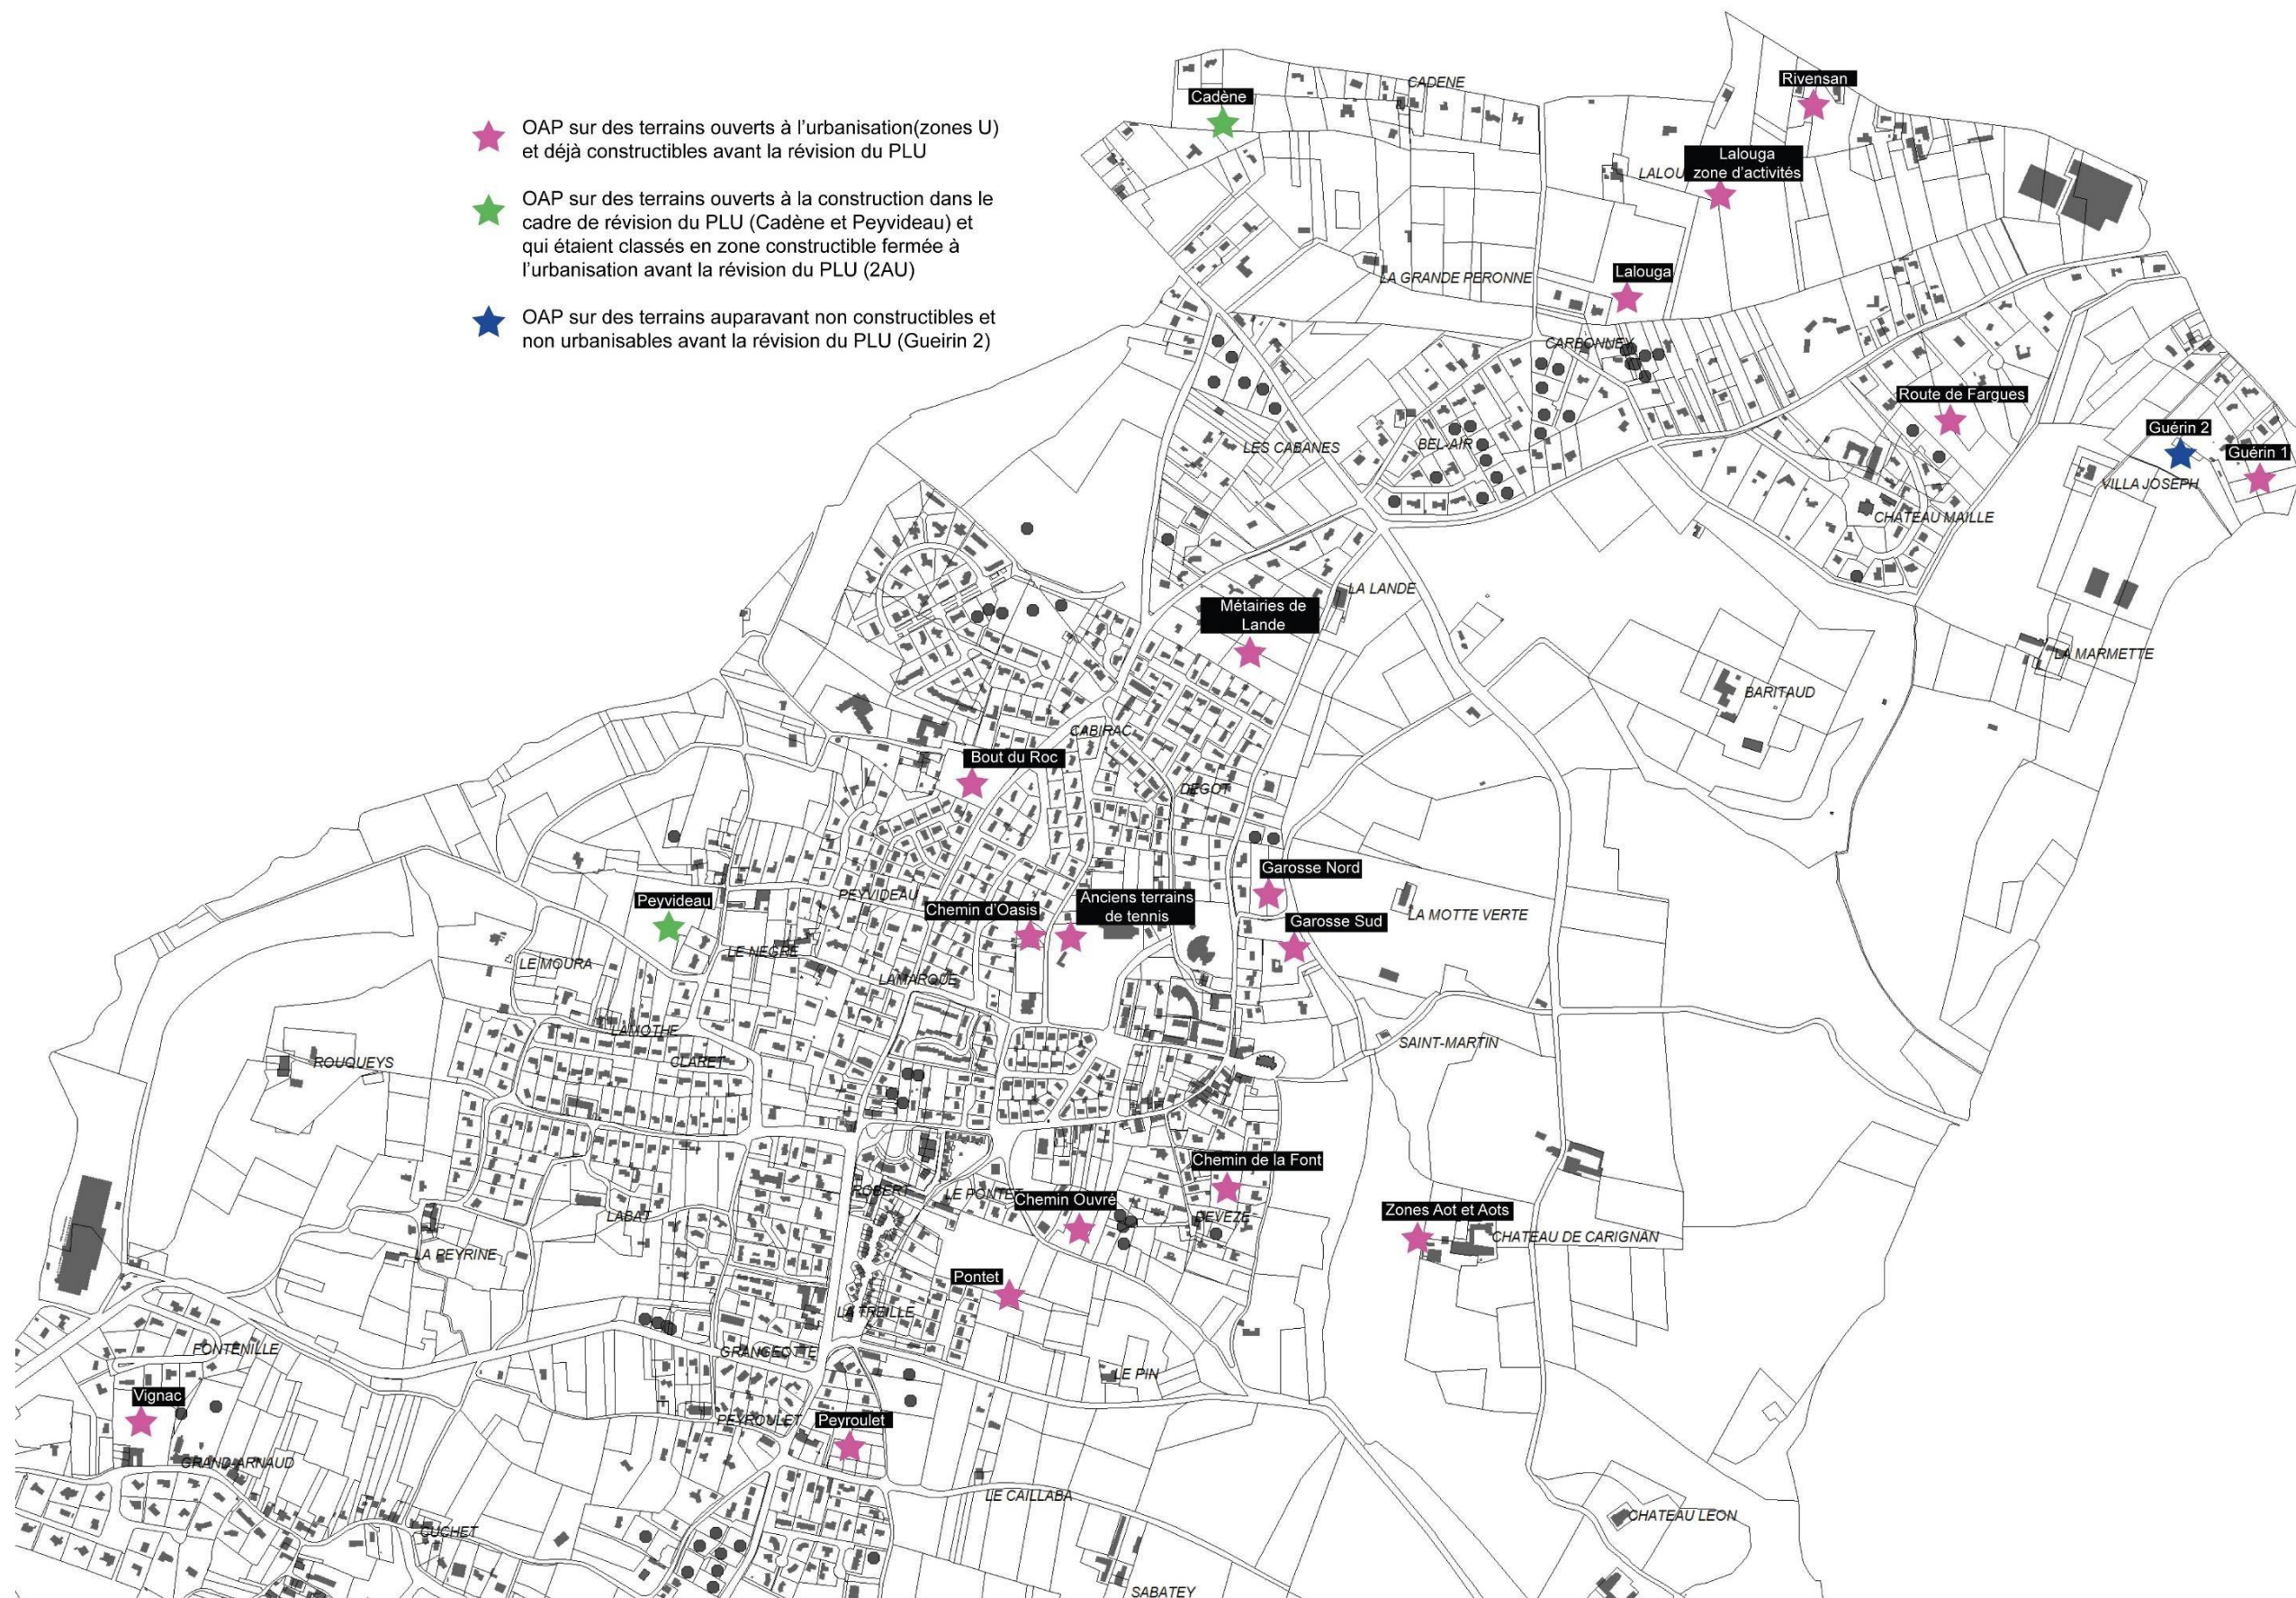 OAP sur des terrains ouverts à l'urbanisation(zones U)
et déjà constructibles avant la révision du PLU
OAP sur des terrains ouverts à la construction dans le
cadre de révision du PLU (Cadène et Peyvideau) et
qui étaient classés en zone constructible fermée à
l'urbanisation avant la révision du PLU (2AU)
OAP sur des terrains auparavant non constructibles et
non urbanisables avant la révision du PLU (Gueirin 2)
CADENE
Cadène
Rivensan
Lalouga
zone d'activités
LALOU
LA GRANDE PERONNE
Lalouga
CARBONNEY
Route de Fargues
Guérin 2
Guérin 1
LES CABANES
BEL-AIR
VILLA JOSEPH
CHATEAU MAILLE
LA LANDE
Métairies de
Lande
LA MARMETTE
BARITAUD
CABIRAC
Bout du Roc
DEGOT
Garosse Nord
PEYVIDEAU
Peyvideau
Chemin d'Oasis
Anciens terrains
de tennis
LA MOTTE VERTE
Garosse Sud
LE NEGRE
LE MOURA
LAMARQUE
LAMOTHE
SAINT-MARTIN
ROUQUEYS
CLARET
Chemin de la Font
ROBERT
LE PONTET
Chemin Ouvré
Zones Aot et Aots
LABAT
DEVEZE
CHATEAU DE CARIGNAN
LA PEYRINE
Pontet
LA TREILLE
FONTENILLE
GRANGEOTTE
LE PIN
Vignac
PEYROULET
Peyroulet
GRAND-ARNAUD
LE CAILLABA
CHATEAU LEON
CUCHET
SABATEY